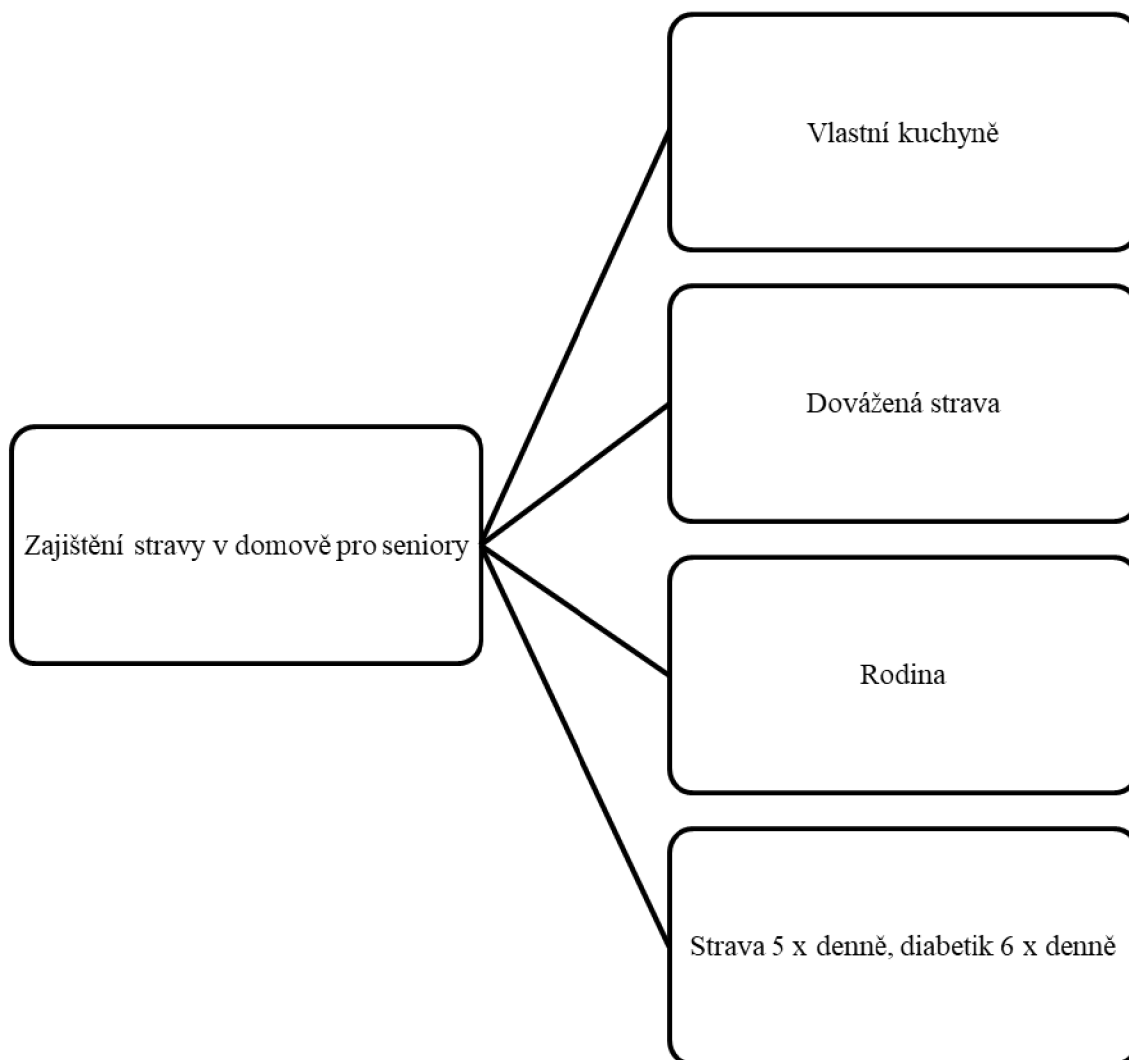 Vlastní kuchyně
Dovážená strava
Zajištění stravy v domově pro seniory
Rodina
Strava 5 x denně, diabetik 6 x denně